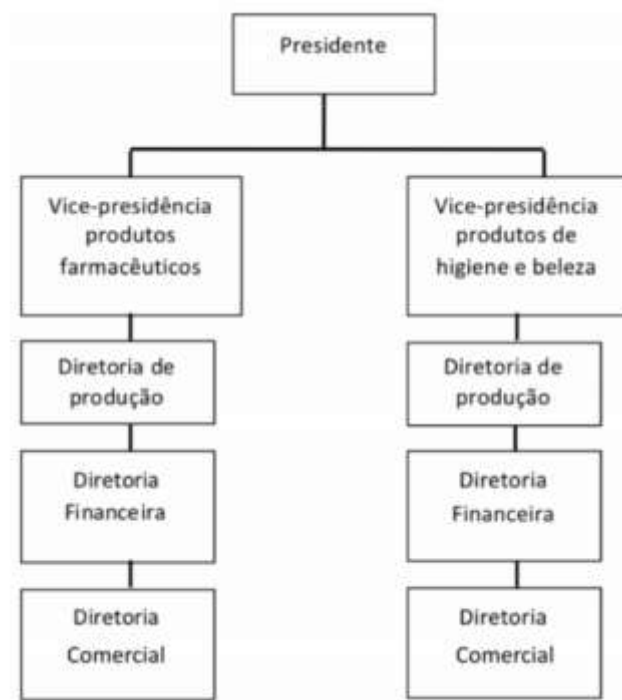 Presidente
Vice-presidência
produtos
farmacêuticos
Vice-presidência
produtos de
higiene e beleza
Diretoria de
produção
Diretoria de
produção
Diretoria
Financeira
Diretoria
Financeira
Diretoria
Comercial
Diretoria
Comercial